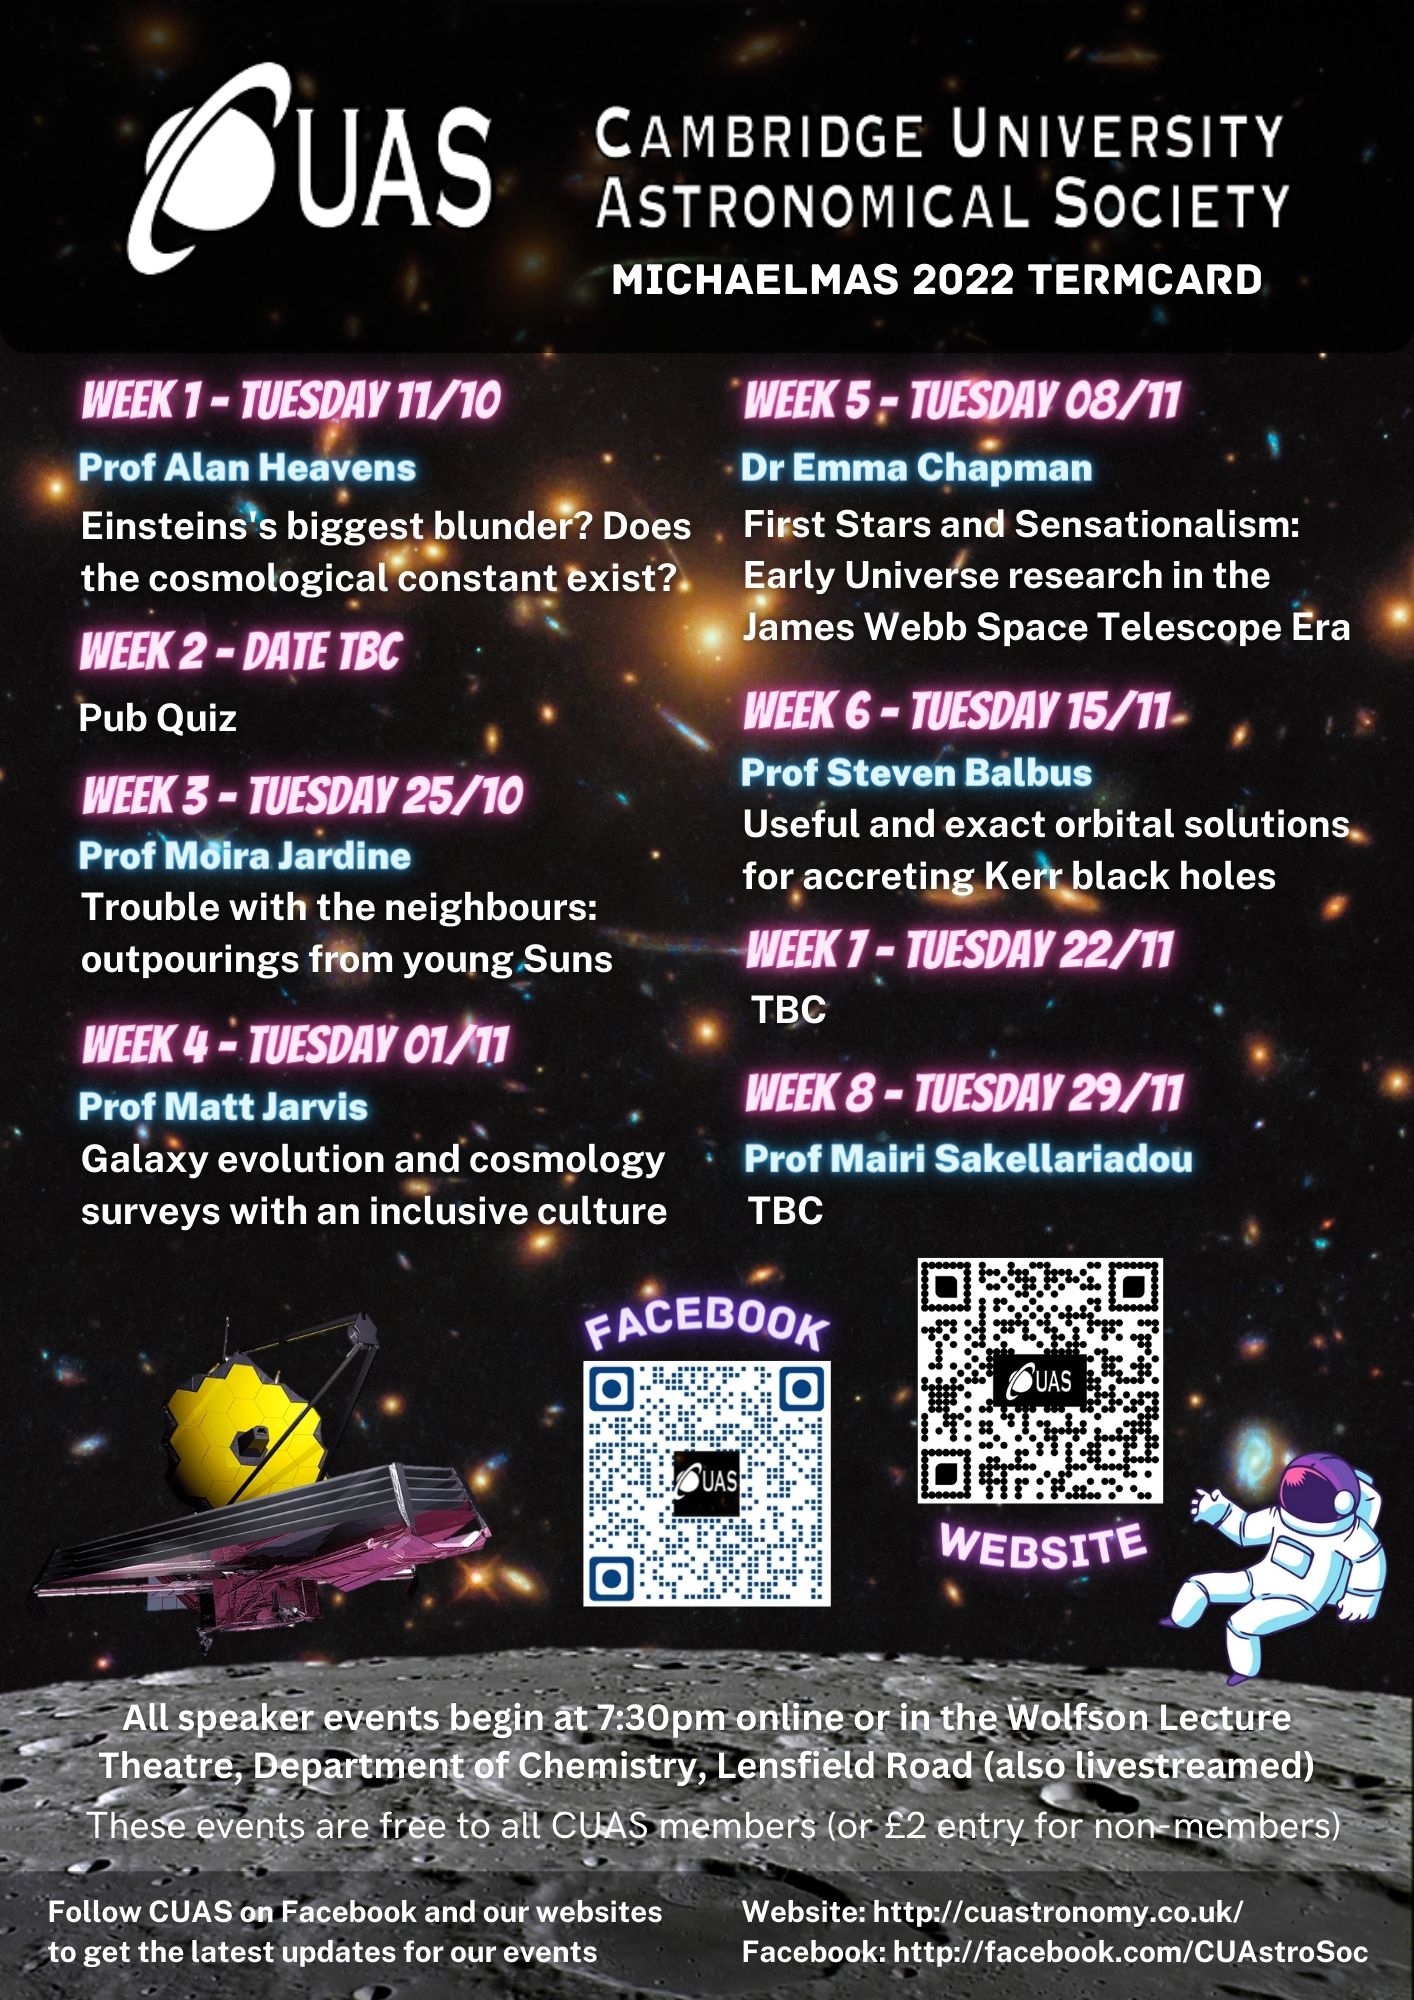 CUAS
CAMBRIDGE UNIVERSITY
ASTRONOMICAL SOCIETY
MICHAELMAS 2022 TERMCARD
WEEK 1 - TUESDAY 11/10
Prof Alan Heavens
Einsteins's biggest blunder? Does
the cosmological constant exist?
WEEK 2 - DATE TBC
Pub Quiz
WEEK 3 - TUESDAY 25/10
Prof Moira Jardine
Trouble with the neighbours:
outpourings from young Suns
WEEK 4 - TUESDAY 01/11
Prof Matt Jarvis
Galaxy evolution and cosmology
surveys with an inclusive culture
WEEK 5 - TUESDAY 08/11
Dr Emma Chapman
First Stars and Sensationalism:
Early Universe research in the
James Webb Space Telescope Era
WEEK 6 - TUESDAY 15/11
Prof Steven Balbus
Useful and exact orbital solutions
for accreting Kerr black holes
WEEK 7 - TUESDAY 22/11
TBC
WEEK 8 - TUESDAY 29/11
Prof Mairi Sakellariadou
TBC
FACEBOOK
CUAS
CUAS
WEBSITE
All speaker events begin at 7:30pm online or in the Wolfson Lecture
Theatre, Department of Chemistry, Lensfield Road (also livestreamed)
These events are free to all CUAS members (or £2 entry for non-members)
Follow CUAS on Facebook and our websites
to get the latest updates for our events
Website: http://cuastronomy.co.uk/
Facebook: http://facebook.com/CUAstroSoc